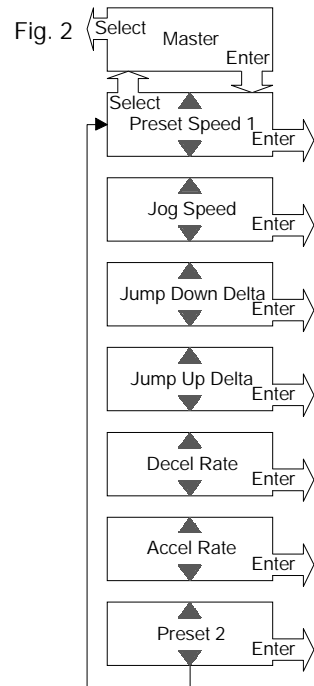 Fig. 2
Select
Master
Enter
Select
Preset Speed 1
Enter
Jog Speed
Enter
Jump Down Delta
Enter
Jump Up Delta
Enter
Decel Rate
Enter
Accel Rate
Enter
Preset 2
Enter